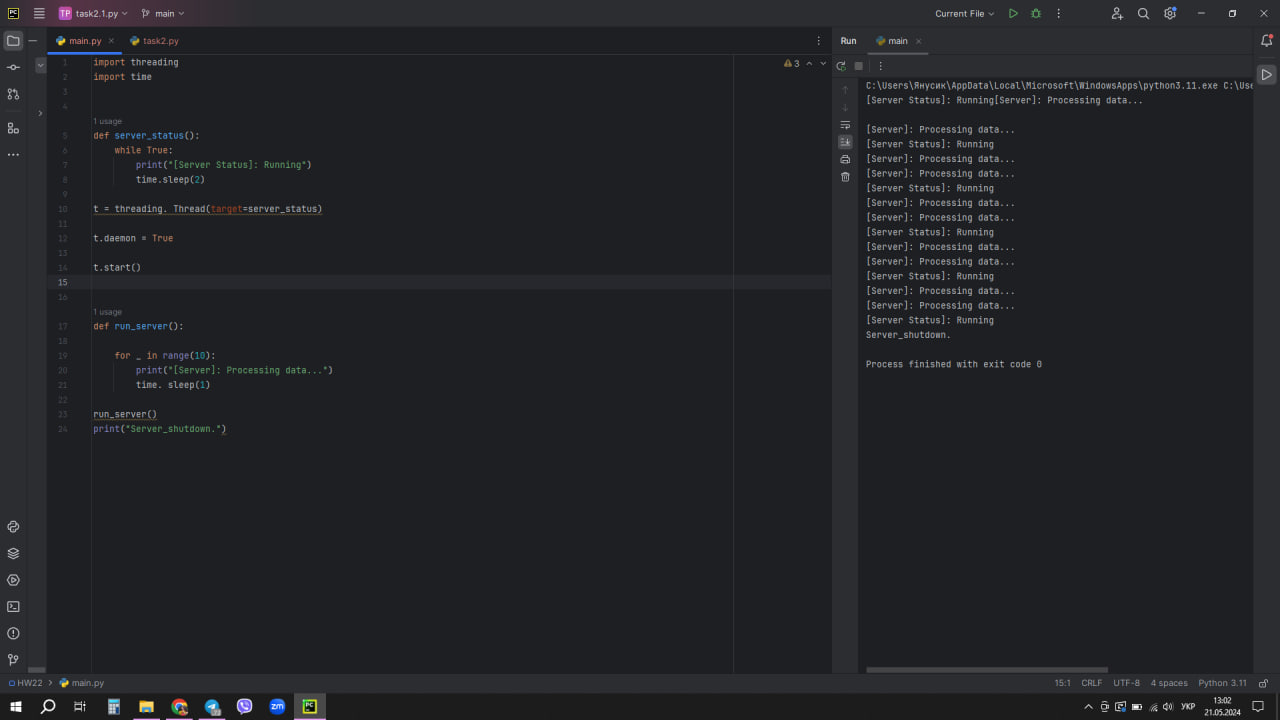 PC
TP task2.1.py
main
Current File
main.py
task2.py
3
1 import threading
2 import time
3
4
1 usage
5 def server_status():
6 while True:
7 print("[Server Status]: Running")
8 time.sleep(2)
9
10 t = threading. Thread(target=server_status)
11
12 t.daemon = True
13
14 t.start()
15
16
1 usage
17 def run_server():
18
19 for _ in range(10):
20 print("[Server]: Processing data...")
21 time. sleep(1)
22
23 run_server()
24 print("Server_shutdown.")
Run main
C:\Users\Янусик\AppData\Local\Microsoft\WindowsApps\python3.11.exe C:\Use
[Server Status]: Running[Server]: Processing data...
[Server]: Processing data...
[Server Status]: Running
[Server]: Processing data...
[Server]: Processing data...
[Server Status]: Running
[Server]: Processing data...
[Server]: Processing data...
[Server Status]: Running
[Server]: Processing data...
[Server]: Processing data...
[Server Status]: Running
[Server]: Processing data...
[Server]: Processing data...
[Server Status]: Running
Server_shutdown.
Process finished with exit code 0
HW22 main.py
15:1 CRLF UTF-8 4 spaces Python 3.11
zm
PC
УКР
13:02
21.05.2024